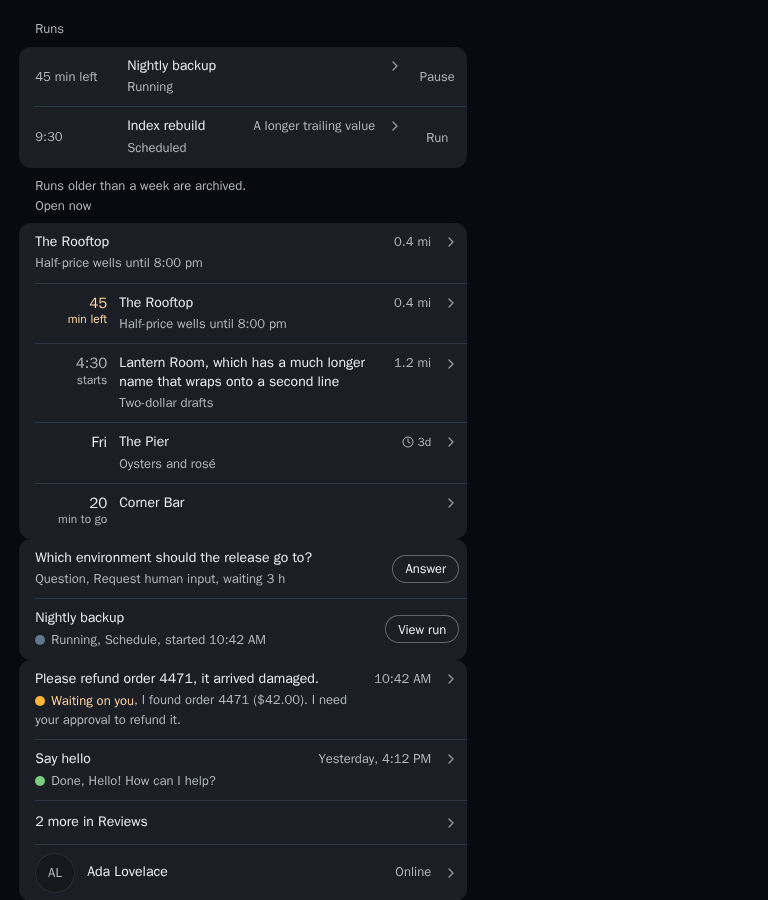 Runs
45 min left
Nightly backup
Running
Pause
9:30
Index rebuild
A longer trailing value
Scheduled
Run
Runs older than a week are archived.
Open now
The Rooftop
0.4 mi
Half-price wells until 8:00 pm
45
min left
The Rooftop
0.4 mi
Half-price wells until 8:00 pm
4:30
starts
Lantern Room, which has a much longer
name that wraps onto a second line
1.2 mi
Two-dollar drafts
Fri
The Pier
3d
Oysters and rosé
20
min to go
Corner Bar
Which environment should the release go to?
Question, Request human input, waiting 3 h
Answer
Nightly backup
Running, Schedule, started 10:42 AM
View run
Please refund order 4471, it arrived damaged.
10:42 AM
Waiting on you, I found order 4471 ($42.00). I need
your approval to refund it.
Say hello
Yesterday, 4:12 PM
Done, Hello! How can I help?
2 more in Reviews
AL
Ada Lovelace
Online